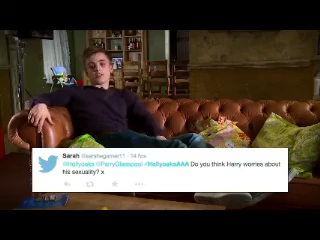 Sarah @sarahegamer11 · 14 Nov
@Hollyoaks @ParryGlasspool #HollyoaksAAA Do you think Harry worries about
his sexuality? x